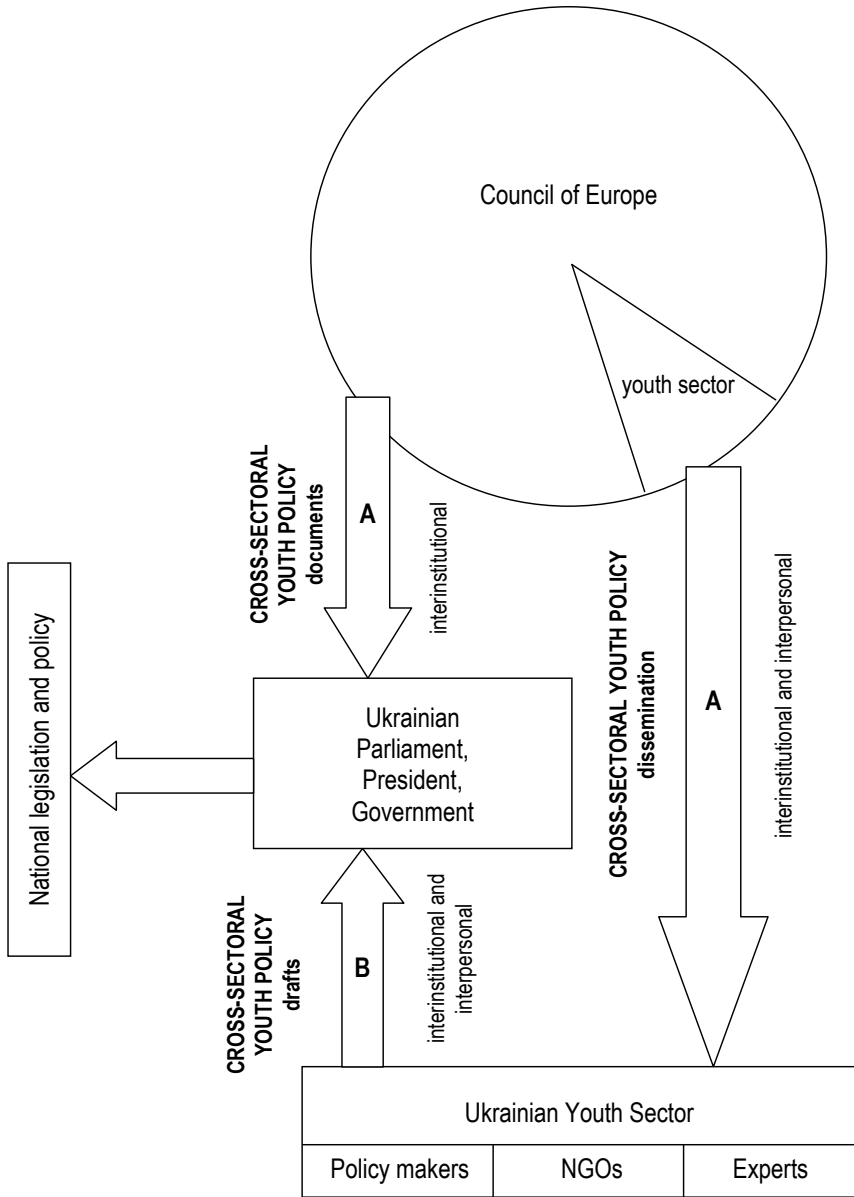 Council of Europe
youth sector
CROSS-SECTORAL
YOUTH POLICY
documents
A
interinstitutional
CROSS-SECTORAL YOUTH POLICY
dissemination
A
interinstitutional and interpersonal
National legislation and policy
Ukrainian
Parliament,
President,
Government
CROSS-SECTORAL
YOUTH POLICY
drafts
B
interinstitutional and
interpersonal
Ukrainian Youth Sector
Policy makers
NGOs
Experts